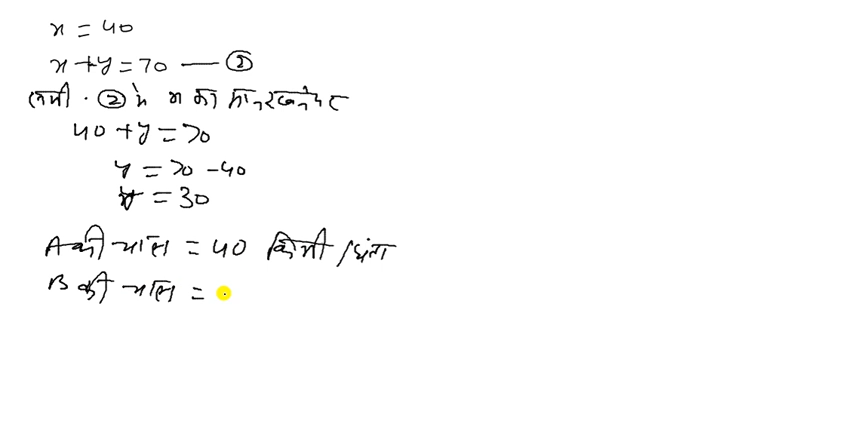 x = 40
x + y = 70 — ②
समी. ② में x का मान रखने पर
40 + y = 70
y = 70 - 40
y = 30
A की चाल = 40 किमी/घंटा
B की चाल =